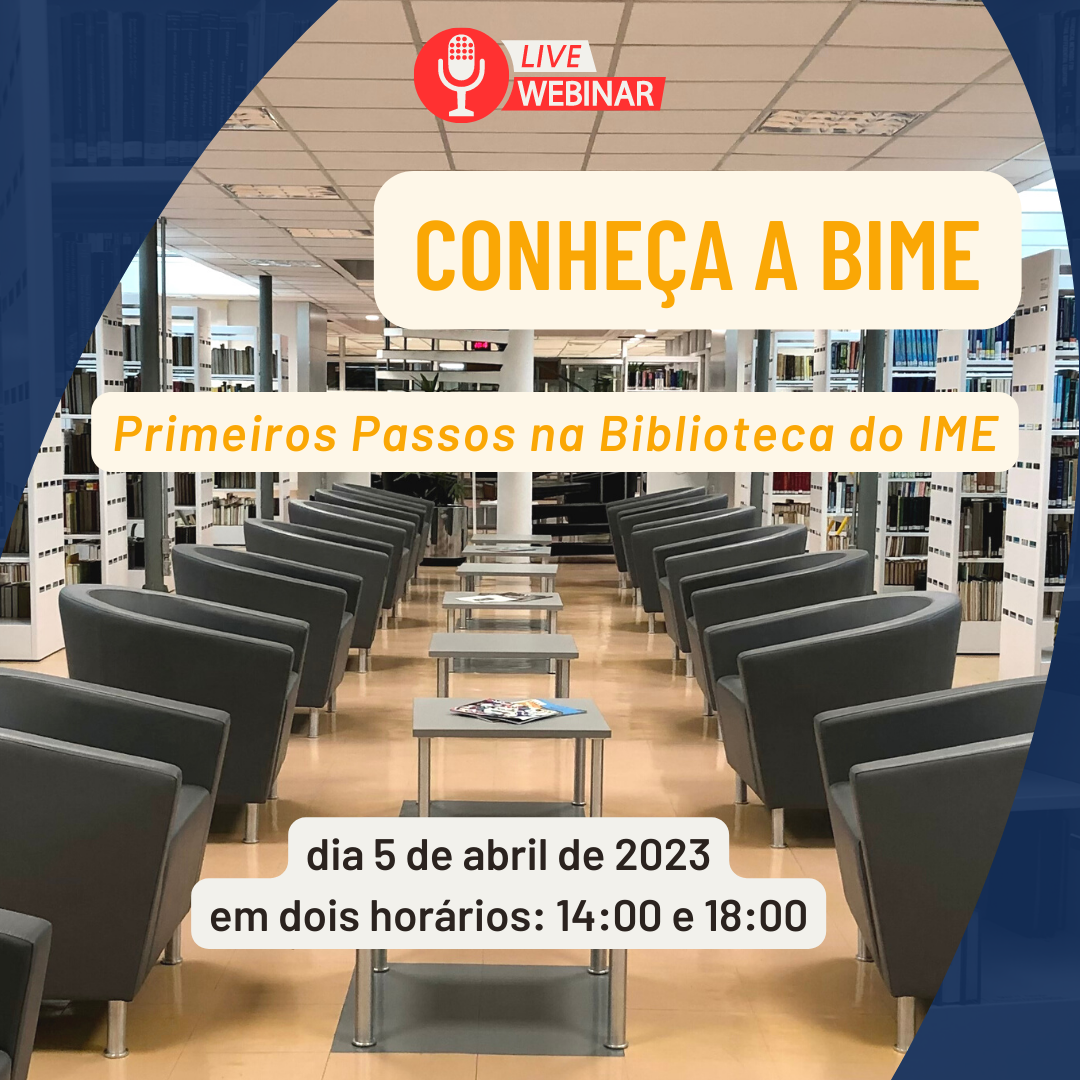 LIVE
WEBINAR
CONHEÇA A BIME
Primeiros Passos na Biblioteca do IME
dia 5 de abril de 2023
em dois horários: 14:00 e 18:00